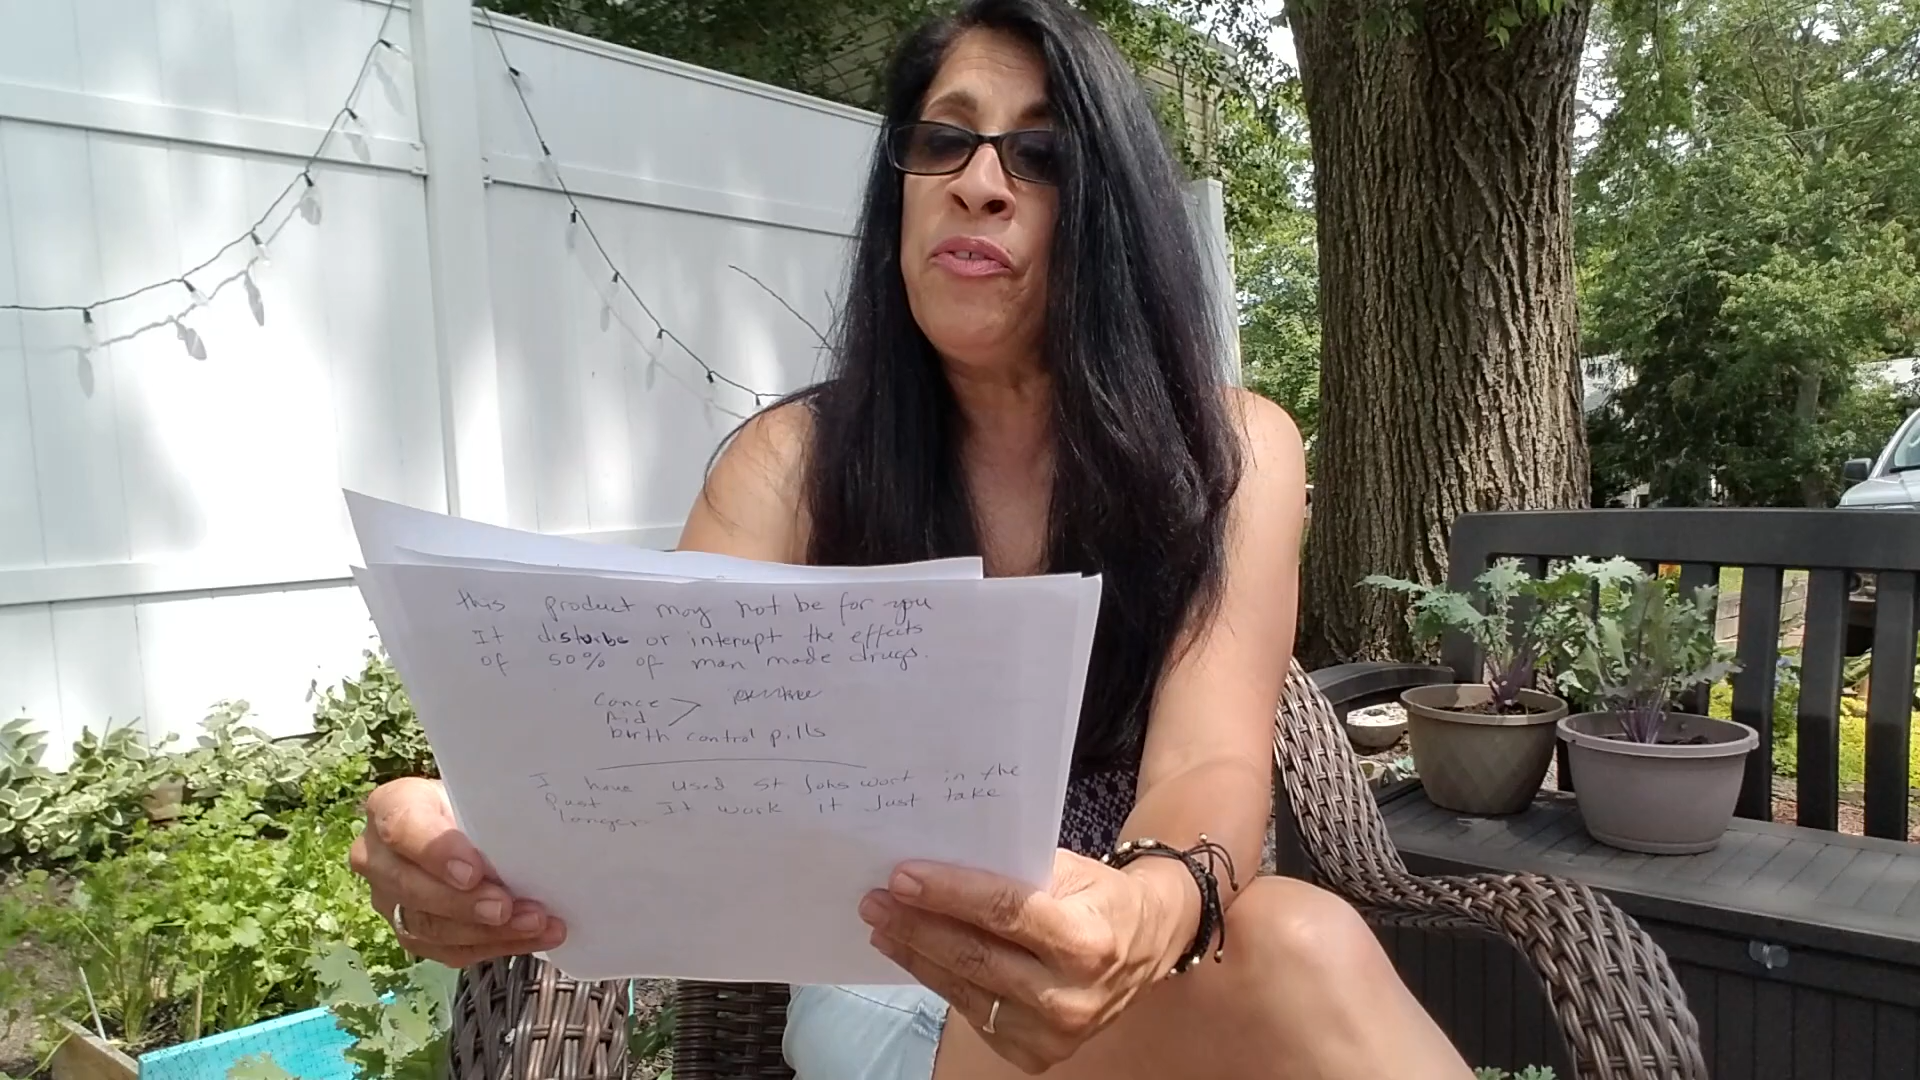 this product may not be for you
It disturbs or interupt the effects
of 50% of man made drugs.
Cance >
Aid
birth control pills
I have used st Johs wort in the
Past. It work it Just take
longer.